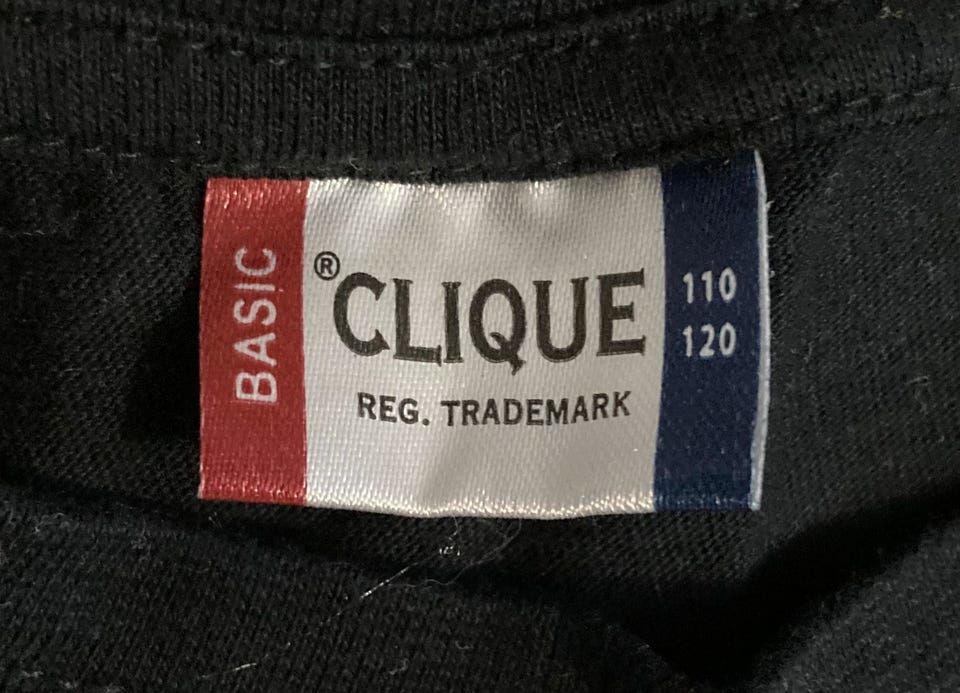 BASIC
® CLIQUE
REG. TRADEMARK
110
120